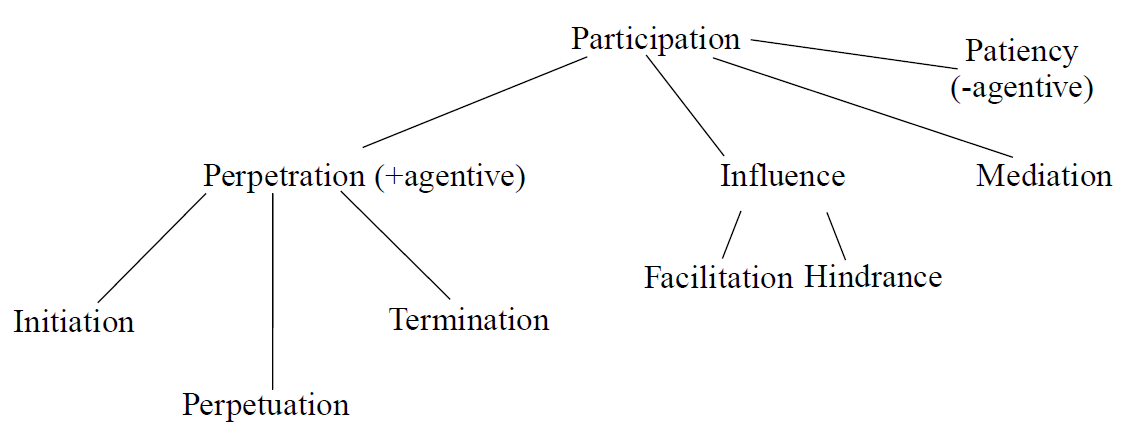 Participation
Patiency
(-agentive)
Perpetration (+agentive)
Influence
Mediation
Facilitation
Hindrance
Initiation
Termination
Perpetuation